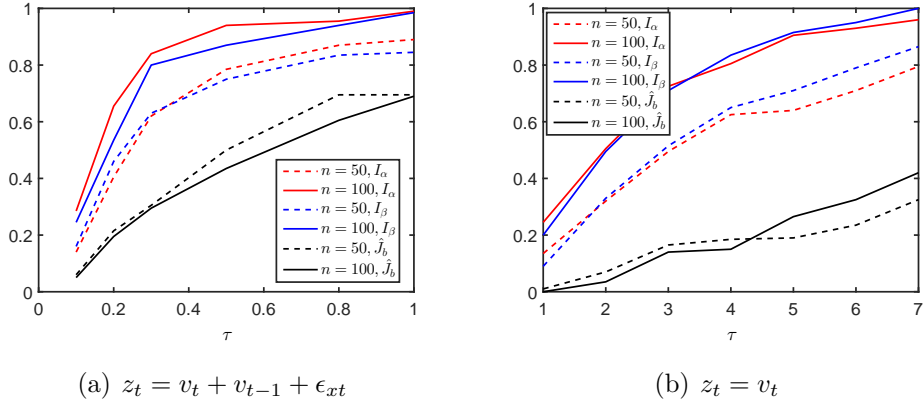 1
0.8
0.6
0.4
0.2
0
0 0.2 0.4 0.6 0.8 1
τ
n = 50, I_α
n = 100, I_α
n = 50, I_β
n = 100, I_β
n = 50, Ĵ_b
n = 100, Ĵ_b
(a) z_t = v_t + v_{t−1} + ϵ_{xt}
1
0.8
0.6
0.4
0.2
0
1 2 3 4 5 6 7
τ
n = 50, I_α
n = 100, I_α
n = 50, I_β
n = 100, I_β
n = 50, Ĵ_b
n = 100, Ĵ_b
(b) z_t = v_t